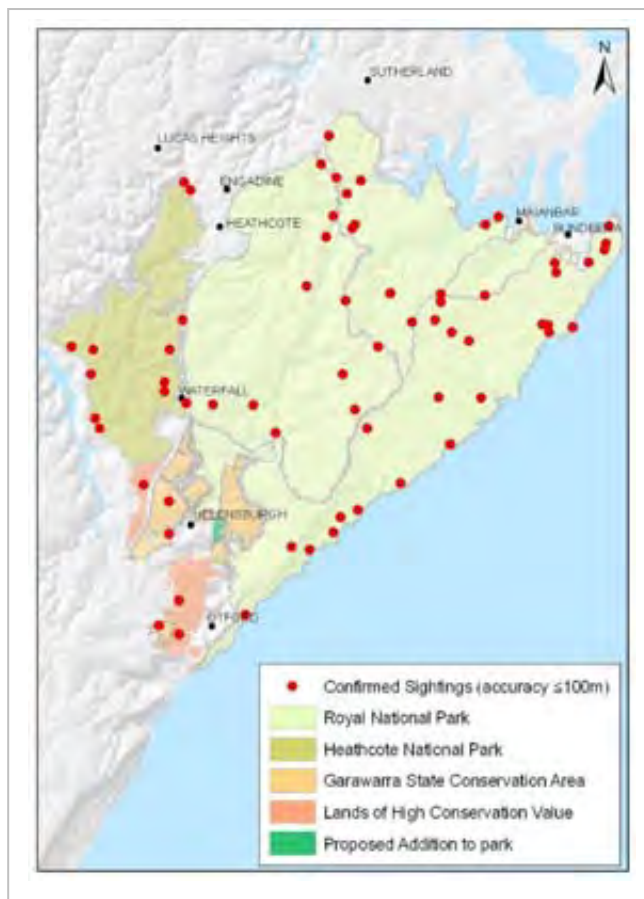 N
SUTHERLAND
LUCAS HEIGHTS
ENGADINE
MAIANBAR
HEATHCOTE
BUNDEENA
WATERFALL
HELENSBURGH
OTFORD
Confirmed Sightings (accuracy ≤100m)
Royal National Park
Heathcote National Park
Garawarra State Conservation Area
Lands of High Conservation Value
Proposed Addition to park